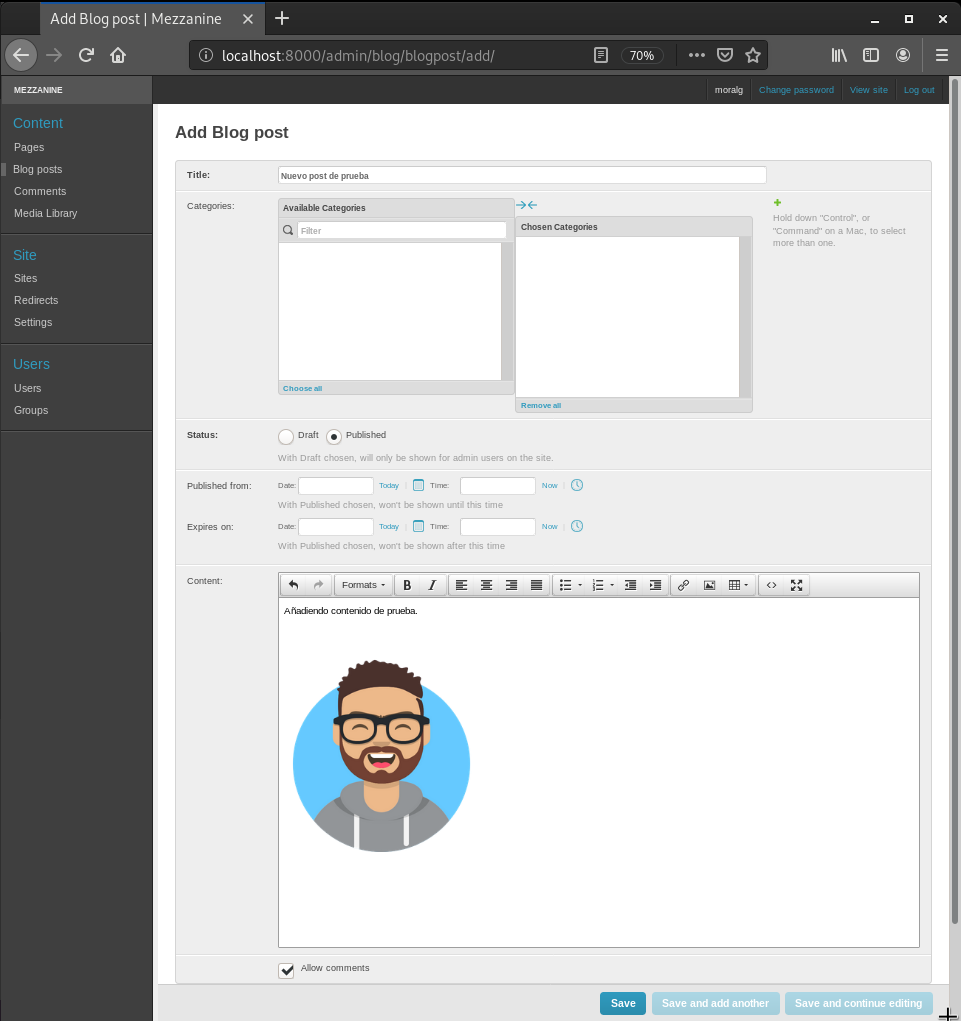 Add Blog post | Mezzanine
localhost:8000/admin/blog/blogpost/add/
70%
MEZZANINE
moralg
Change password
View site
Log out
Content
Pages
Blog posts
Comments
Media Library
Site
Sites
Redirects
Settings
Users
Users
Groups
Add Blog post
Title:
Nuevo post de prueba
Categories:
Available Categories
Filter
Choose all
Chosen Categories
Remove all
Hold down "Control", or
"Command" on a Mac, to select
more than one.
Status:
Draft
Published
With Draft chosen, will only be shown for admin users on the site.
Published from:
Date:
Today
Time:
Now
With Published chosen, won't be shown until this time
Expires on:
Date:
Today
Time:
Now
With Published chosen, won't be shown after this time
Content:
Formats
B
I
Añadiendo contenido de prueba.
Allow comments
Save
Save and add another
Save and continue editing